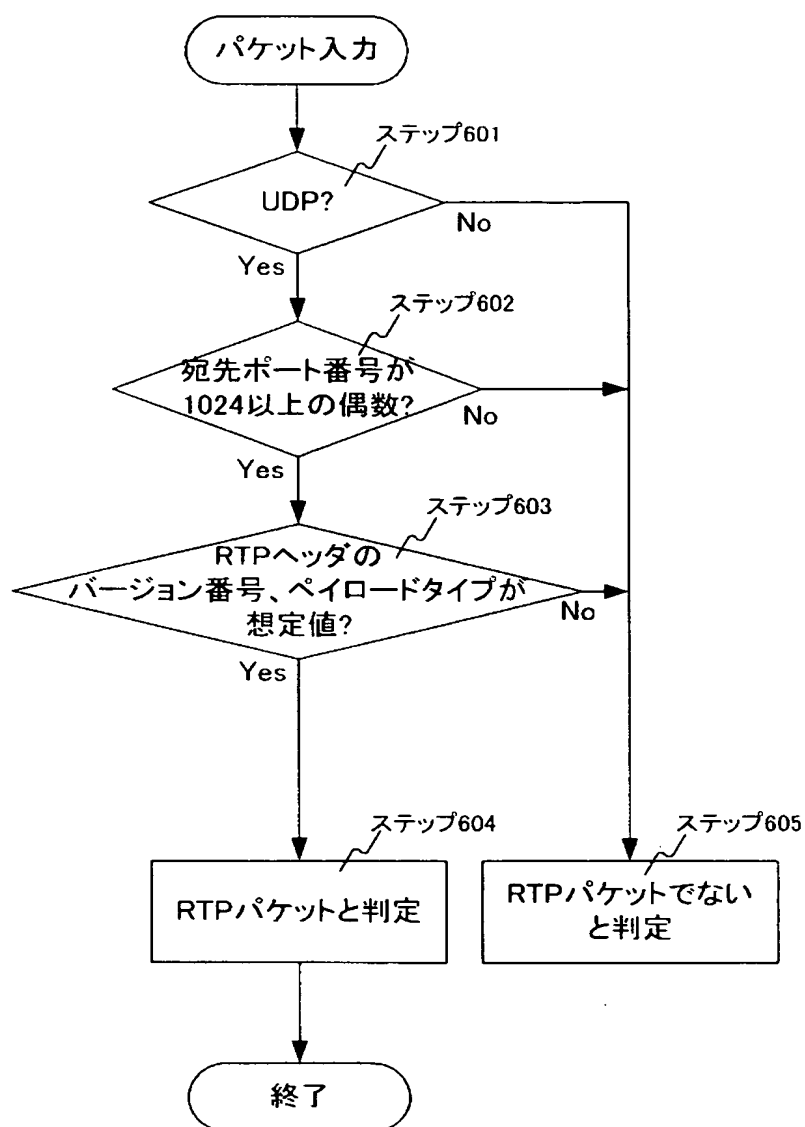 パケット入力
ステップ601
UDP?
No
Yes
ステップ602
宛先ポート番号が
1024以上の偶数?
No
Yes
ステップ603
RTPヘッダの
バージョン番号、ペイロードタイプが
想定値?
No
Yes
ステップ604
ステップ605
RTPパケットと判定
RTPパケットでない
と判定
終了